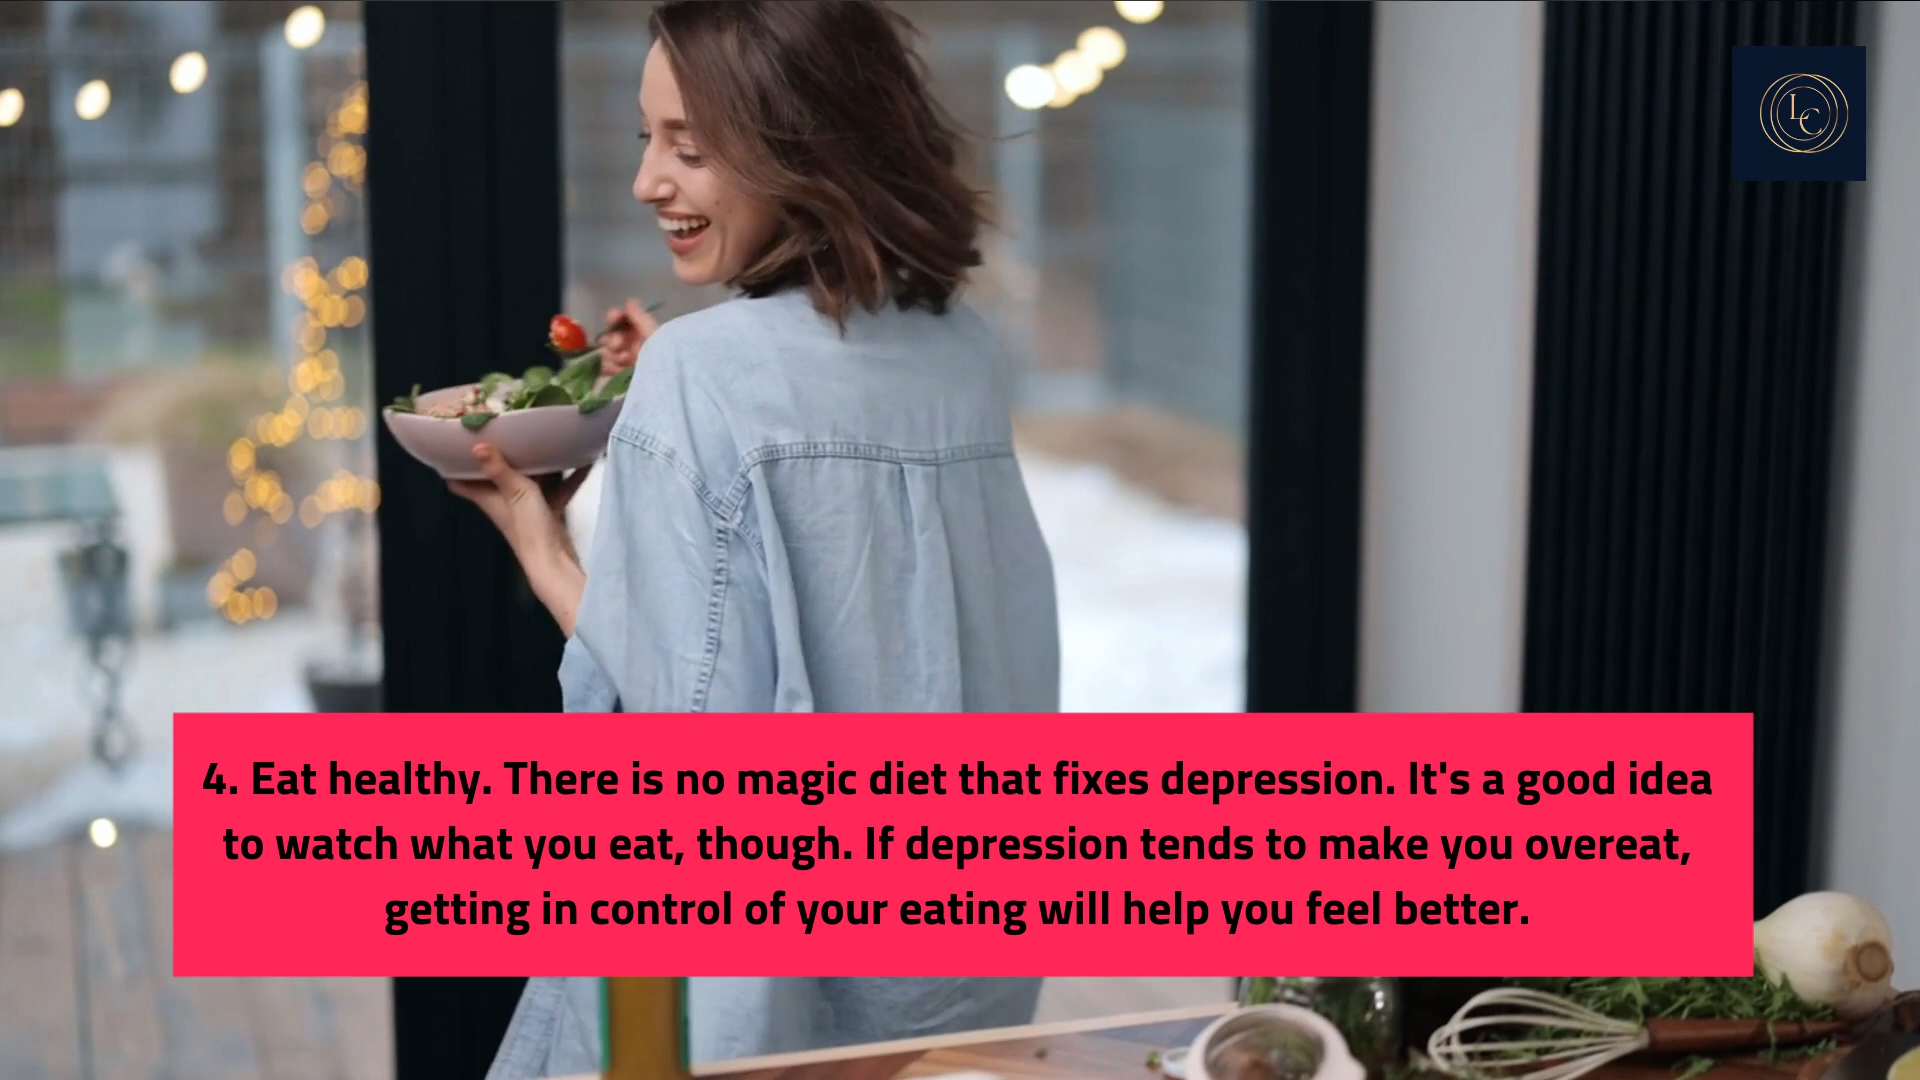 LC
4. Eat healthy. There is no magic diet that fixes depression. It's a good idea
to watch what you eat, though. If depression tends to make you overeat,
getting in control of your eating will help you feel better.